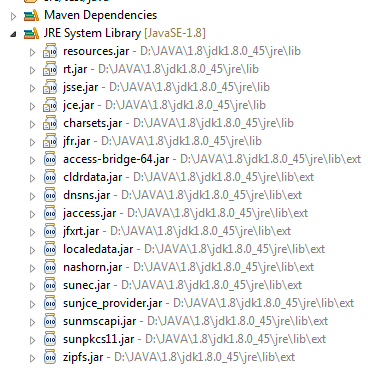 Maven Dependencies
JRE System Library [JavaSE-1.8]
resources.jar - D:\JAVA\1.8\jdk1.8.0_45\jre\lib
rt.jar - D:\JAVA\1.8\jdk1.8.0_45\jre\lib
jsse.jar - D:\JAVA\1.8\jdk1.8.0_45\jre\lib
jce.jar - D:\JAVA\1.8\jdk1.8.0_45\jre\lib
charsets.jar - D:\JAVA\1.8\jdk1.8.0_45\jre\lib
jfr.jar - D:\JAVA\1.8\jdk1.8.0_45\jre\lib
access-bridge-64.jar - D:\JAVA\1.8\jdk1.8.0_45\jre\lib\ext
cldrdata.jar - D:\JAVA\1.8\jdk1.8.0_45\jre\lib\ext
dnsns.jar - D:\JAVA\1.8\jdk1.8.0_45\jre\lib\ext
jaccess.jar - D:\JAVA\1.8\jdk1.8.0_45\jre\lib\ext
jfxrt.jar - D:\JAVA\1.8\jdk1.8.0_45\jre\lib\ext
localedata.jar - D:\JAVA\1.8\jdk1.8.0_45\jre\lib\ext
nashorn.jar - D:\JAVA\1.8\jdk1.8.0_45\jre\lib\ext
sunec.jar - D:\JAVA\1.8\jdk1.8.0_45\jre\lib\ext
sunjce_provider.jar - D:\JAVA\1.8\jdk1.8.0_45\jre\lib\ext
sunmscapi.jar - D:\JAVA\1.8\jdk1.8.0_45\jre\lib\ext
sunpkcs11.jar - D:\JAVA\1.8\jdk1.8.0_45\jre\lib\ext
zipfs.jar - D:\JAVA\1.8\jdk1.8.0_45\jre\lib\ext